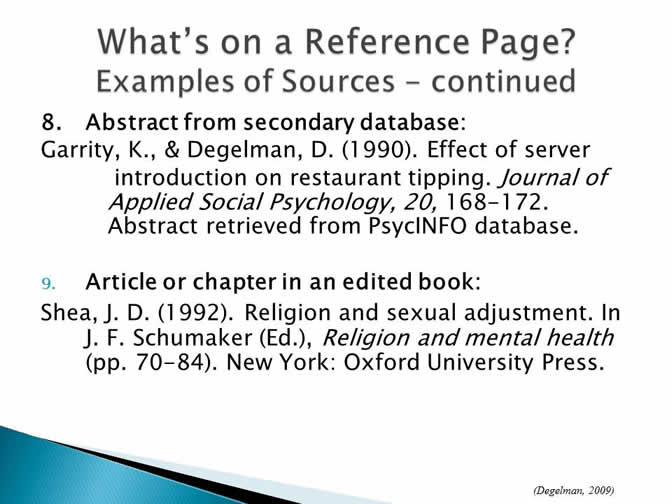 What's on a Reference Page?
Examples of Sources - continued
8. Abstract from secondary database:
Garrity, K., & Degelman, D. (1990). Effect of server
introduction on restaurant tipping. Journal of
Applied Social Psychology, 20, 168-172.
Abstract retrieved from PsycINFO database.
9. Article or chapter in an edited book:
Shea, J. D. (1992). Religion and sexual adjustment. In
J. F. Schumaker (Ed.), Religion and mental health
(pp. 70-84). New York: Oxford University Press.
(Degelman, 2009)